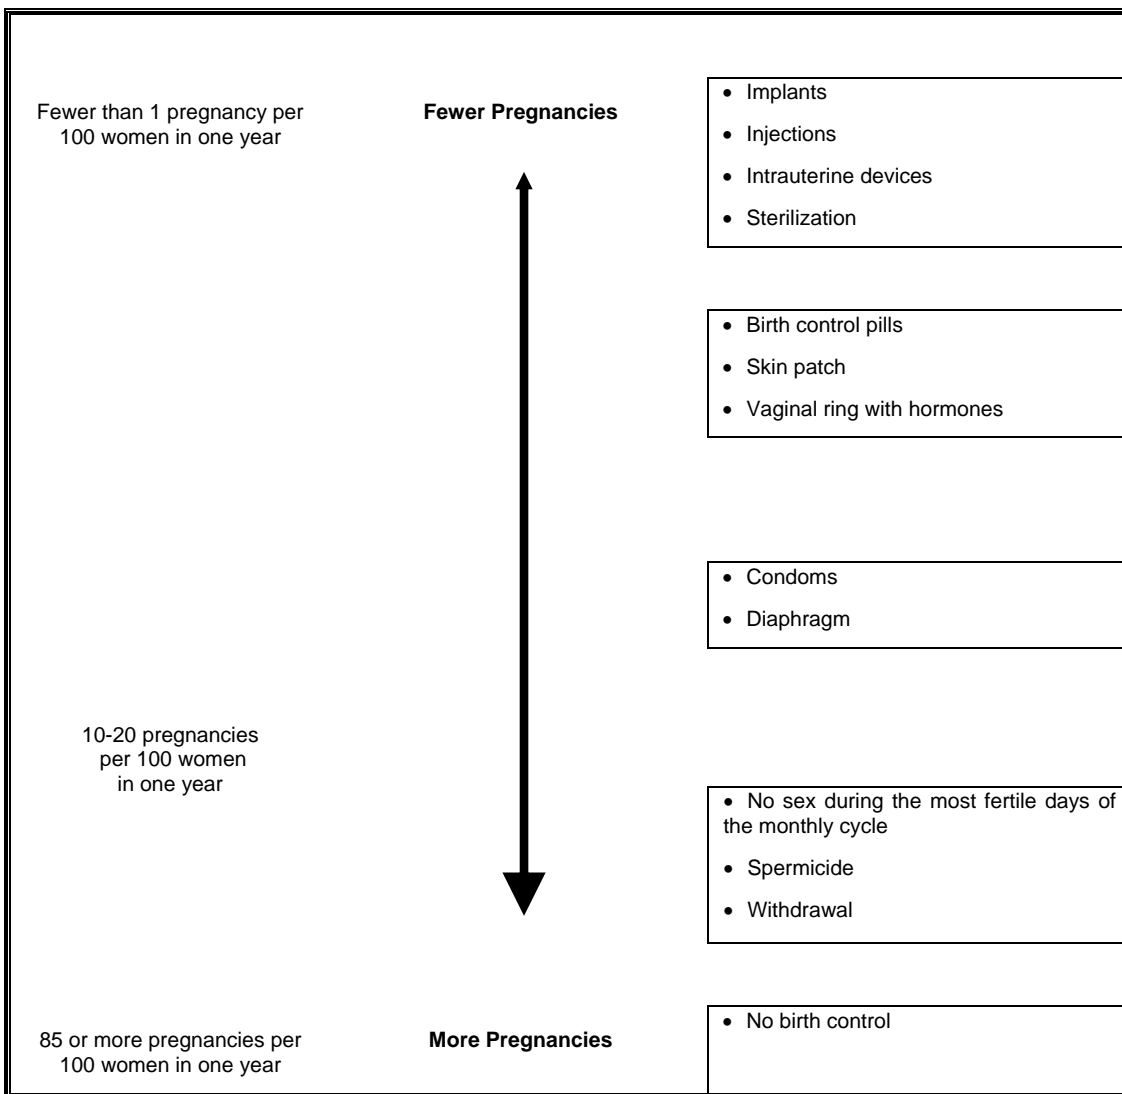 Fewer than 1 pregnancy per
100 women in one year
Fewer Pregnancies
• Implants
• Injections
• Intrauterine devices
• Sterilization
• Birth control pills
• Skin patch
• Vaginal ring with hormones
• Condoms
• Diaphragm
10-20 pregnancies
per 100 women
in one year
• No sex during the most fertile days of
the monthly cycle
• Spermicide
• Withdrawal
85 or more pregnancies per
100 women in one year
More Pregnancies
• No birth control